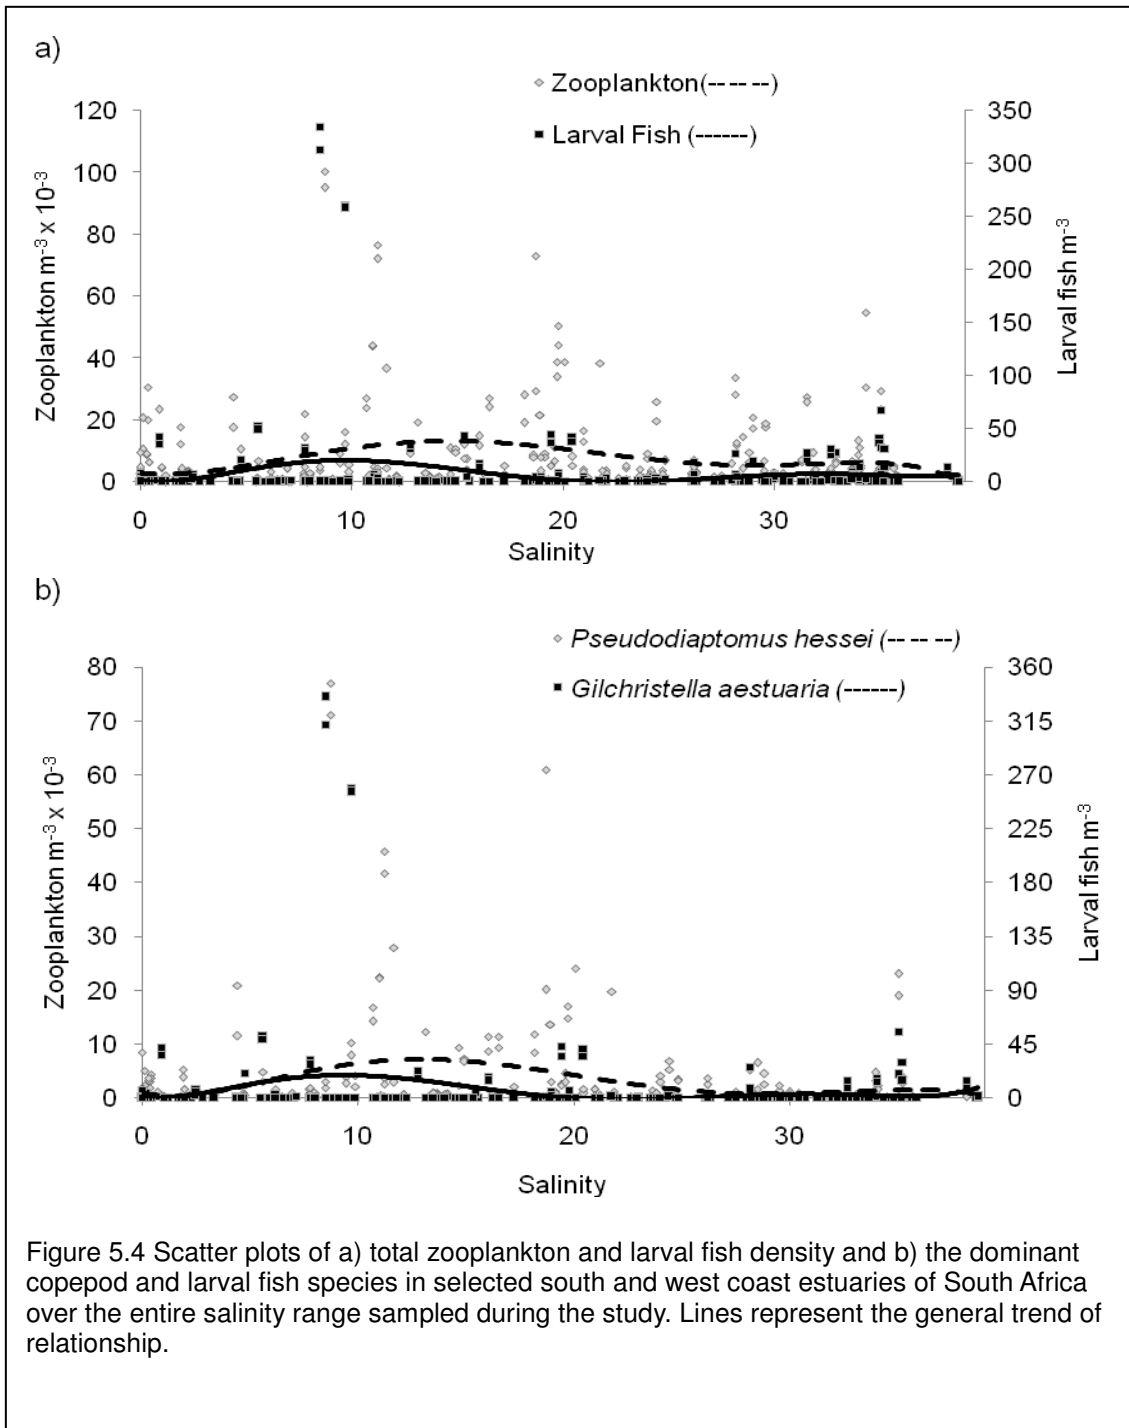 a)
Zooplankton (-- -- --)
Larval Fish (------)
120
100
80
60
40
20
0
350
300
250
200
150
100
50
0
Zooplankton m⁻³ x 10⁻³
Larval fish m⁻³
0 10 20 30
Salinity
b)
Pseudodiaptomus hessei (-- -- --)
Gilchristella aestuaria (------)
80
70
60
50
40
30
20
10
0
360
315
270
225
180
135
90
45
0
Zooplankton m⁻³ x 10⁻³
Larval fish m⁻³
0 10 20 30
Salinity
Figure 5.4 Scatter plots of a) total zooplankton and larval fish density and b) the dominant
copepod and larval fish species in selected south and west coast estuaries of South Africa
over the entire salinity range sampled during the study. Lines represent the general trend of
relationship.